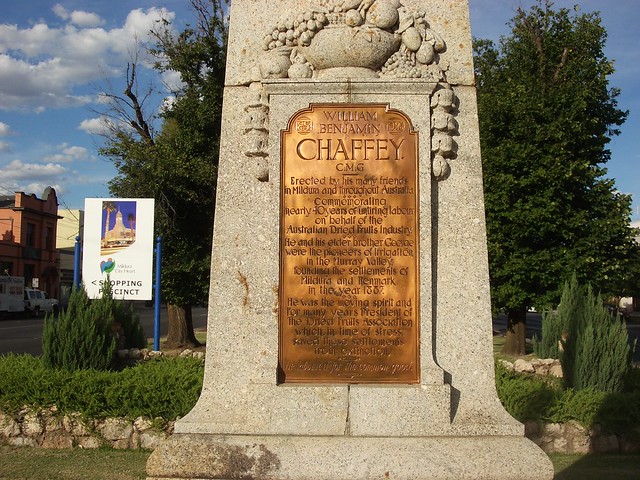 WILLIAM
BENJAMIN
CHAFFEY.
C.M.G.
Erected by his many friends
in Mildura and throughout Australia
Commemorating
nearly 40 years of untiring labour
on behalf of the
Australian Dried Fruits Industry.
He and his elder brother George
were the pioneers of irrigation
in the Murray Valley,
founding the settlements of
Mildura and Renmark
in the year 1887.
He was the moving spirit and
for many years President of
the Dried Fruits Association
which in time of stress
saved those settlements
from extinction.
for the common good.
Mildura
City Heart
< SHOPPING
PRECINCT